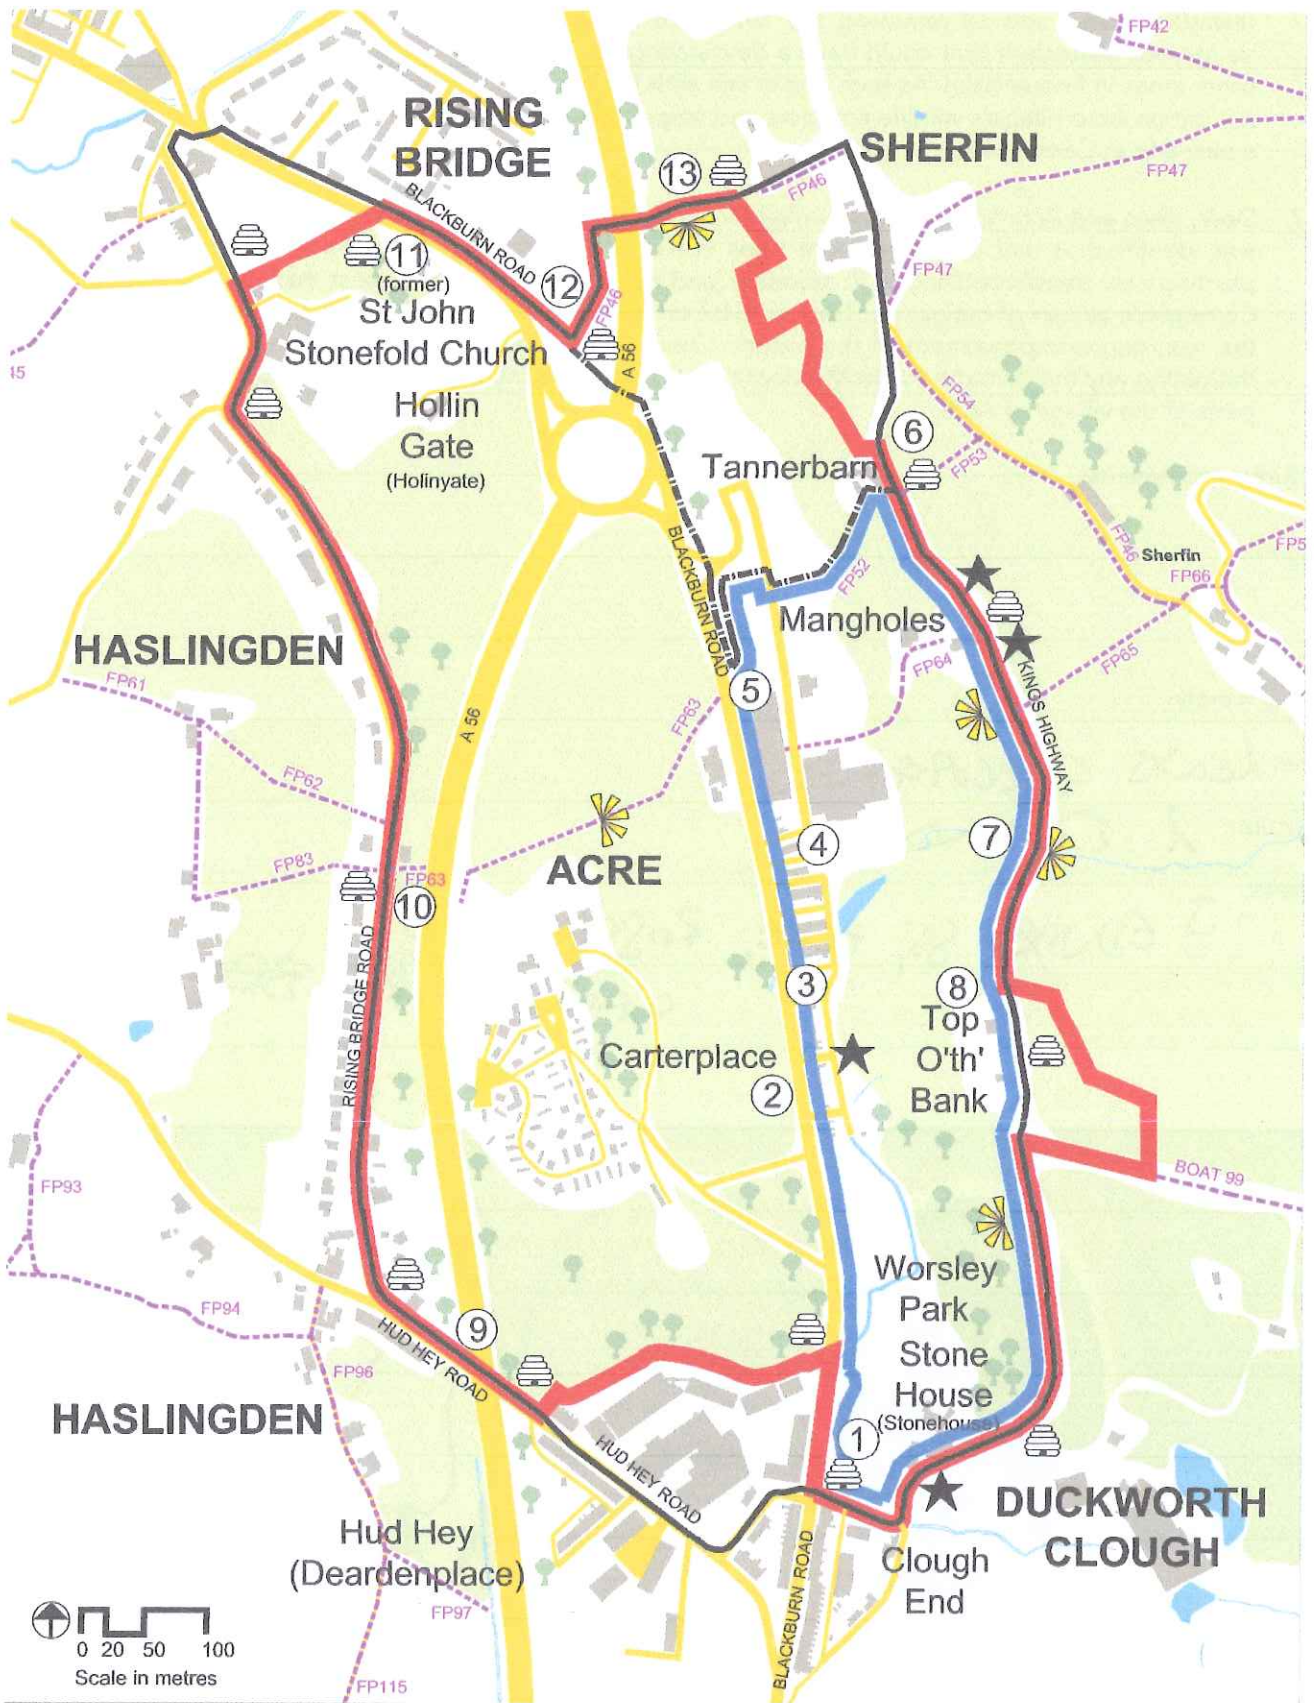 FP42
RISING
BRIDGE
SHERFIN
13
FP46
FP47
BLACKBURN ROAD
11
(former)
St John
Stonefold Church
12
FP46
FP47
A 56
Hollin
Gate
(Holinyate)
FP54
6
FP53
Tannerbarn
BLACKBURN ROAD
FP52
FP46
Sherfin
FP66
Mangholes
FP64
FP65
HASLINGDEN
FP61
5
KINGS HIGHWAY
FP63
A 56
FP62
7
4
ACRE
FP83
FP63
10
RISING BRIDGE ROAD
3
8
Top
O'th'
Bank
Carterplace
2
BOAT 99
FP93
FP94
Worsley
Park
Stone
House
(Stonehouse)
9
HUD HEY ROAD
FP96
HASLINGDEN
1
HUD HEY ROAD
DUCKWORTH
CLOUGH
Hud Hey
(Deardenplace)
BLACKBURN ROAD
Clough
End
FP97
0 20 50 100
Scale in metres
FP115